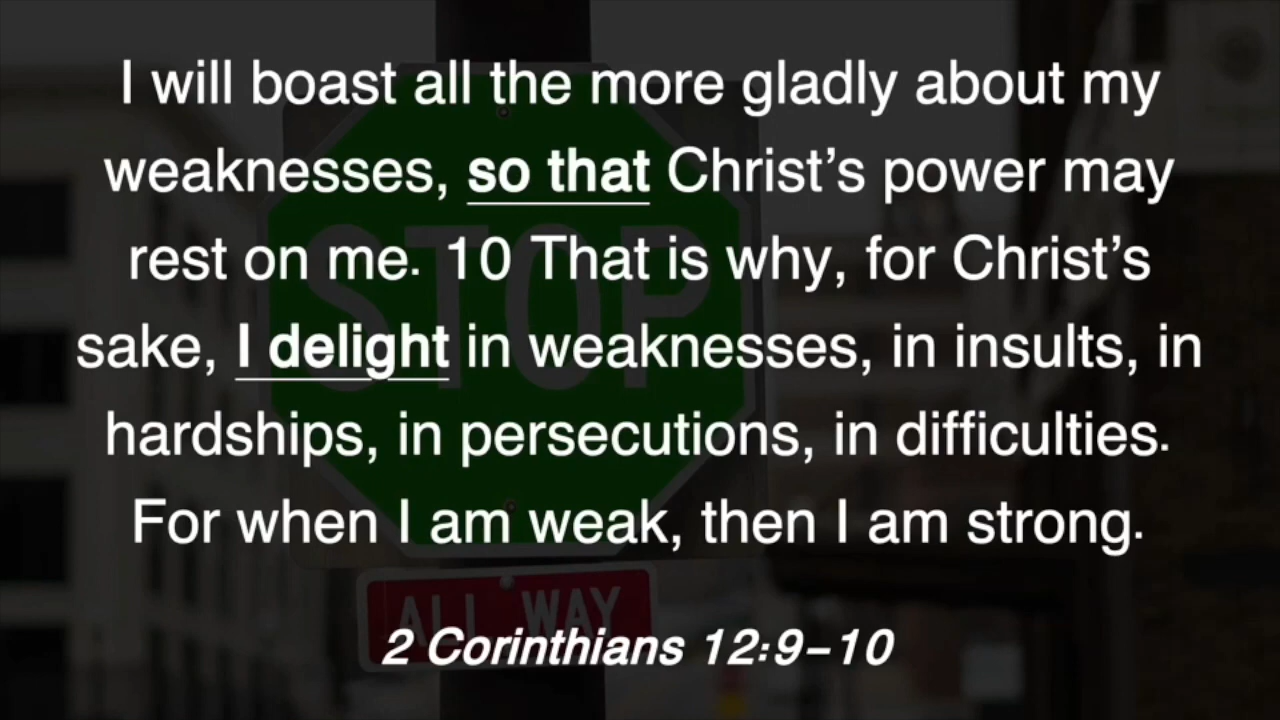 I will boast all the more gladly about my
weaknesses, so that Christ’s power may
rest on me. 10 That is why, for Christ’s
sake, I delight in weaknesses, in insults, in
hardships, in persecutions, in difficulties.
For when I am weak, then I am strong.
STOP
ALL WAY
2 Corinthians 12:9–10